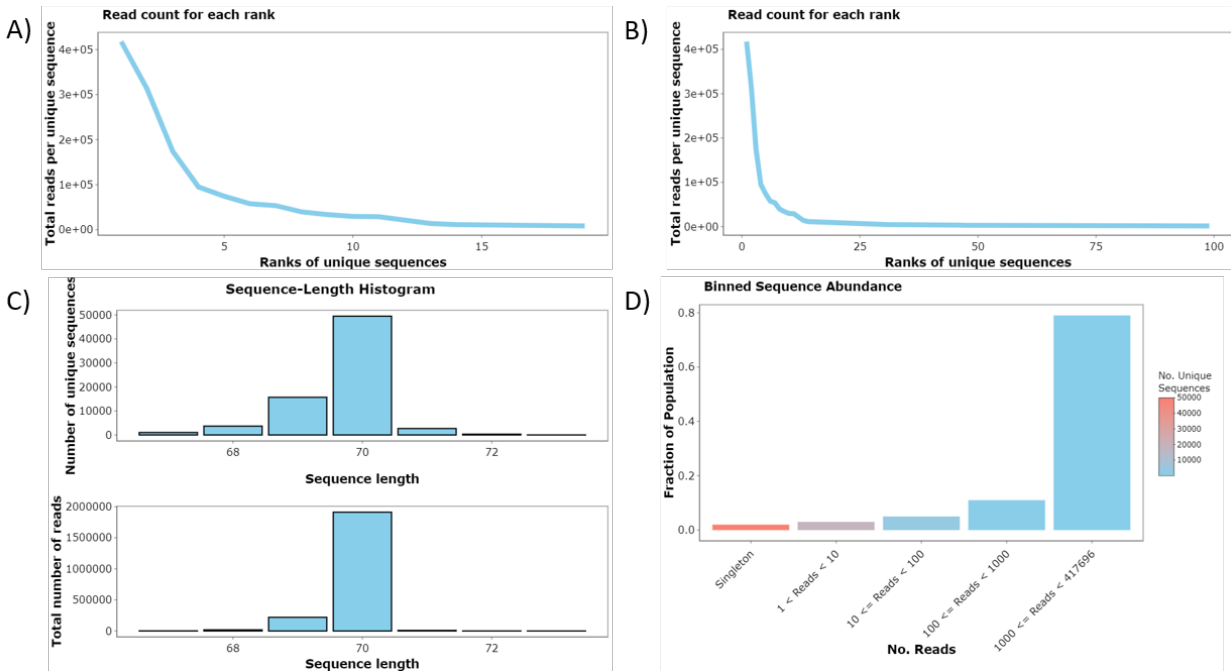 A)
Read count for each rank
Total reads per unique sequence
4e+05
3e+05
2e+05
1e+05
0e+00
5
10
15
Ranks of unique sequences
B)
Read count for each rank
Total reads per unique sequence
4e+05
3e+05
2e+05
1e+05
0e+00
0
25
50
75
100
Ranks of unique sequences
C)
Sequence-Length Histogram
Number of unique sequences
50000
40000
30000
20000
10000
0
68
70
72
Sequence length
Total number of reads
2000000
1500000
1000000
500000
0
68
70
72
Sequence length
D)
Binned Sequence Abundance
Fraction of Population
0.8
0.6
0.4
0.2
0.0
Singleton
1 < Reads < 10
10 <= Reads < 100
100 <= Reads < 1000
1000 <= Reads < 417696
No. Reads
No. Unique
Sequences
50000
40000
30000
20000
10000